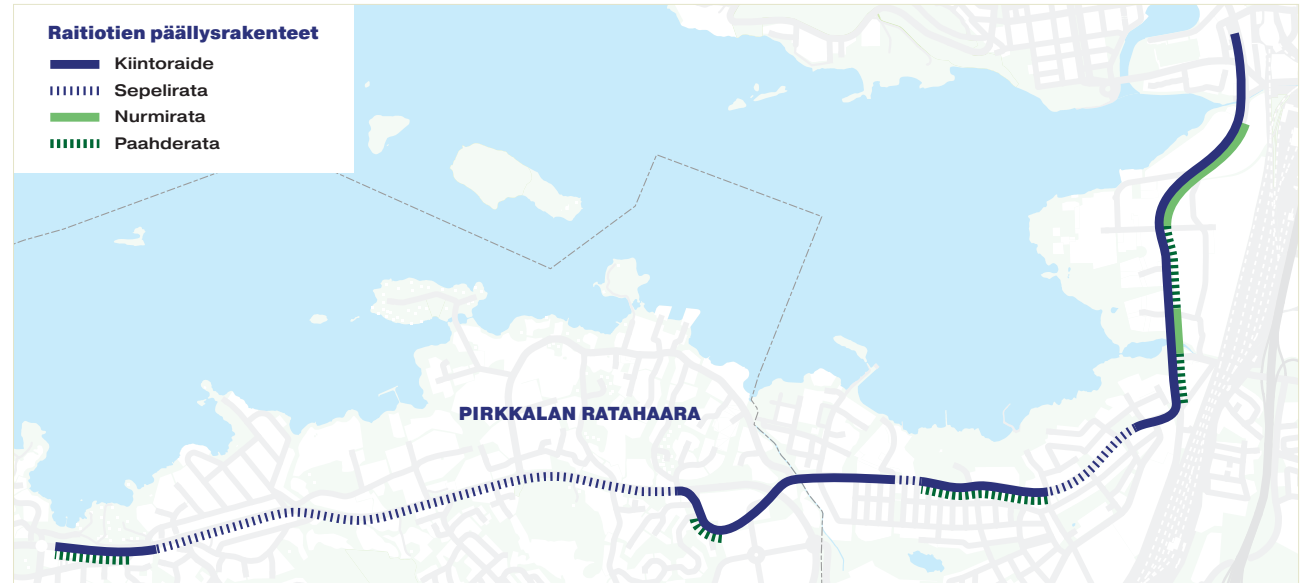 Raitiotien päällysrakenteet
Kiintoraide
Sepelirata
Nurmirata
Paahderata
PIRKKALAN RATAHAARA